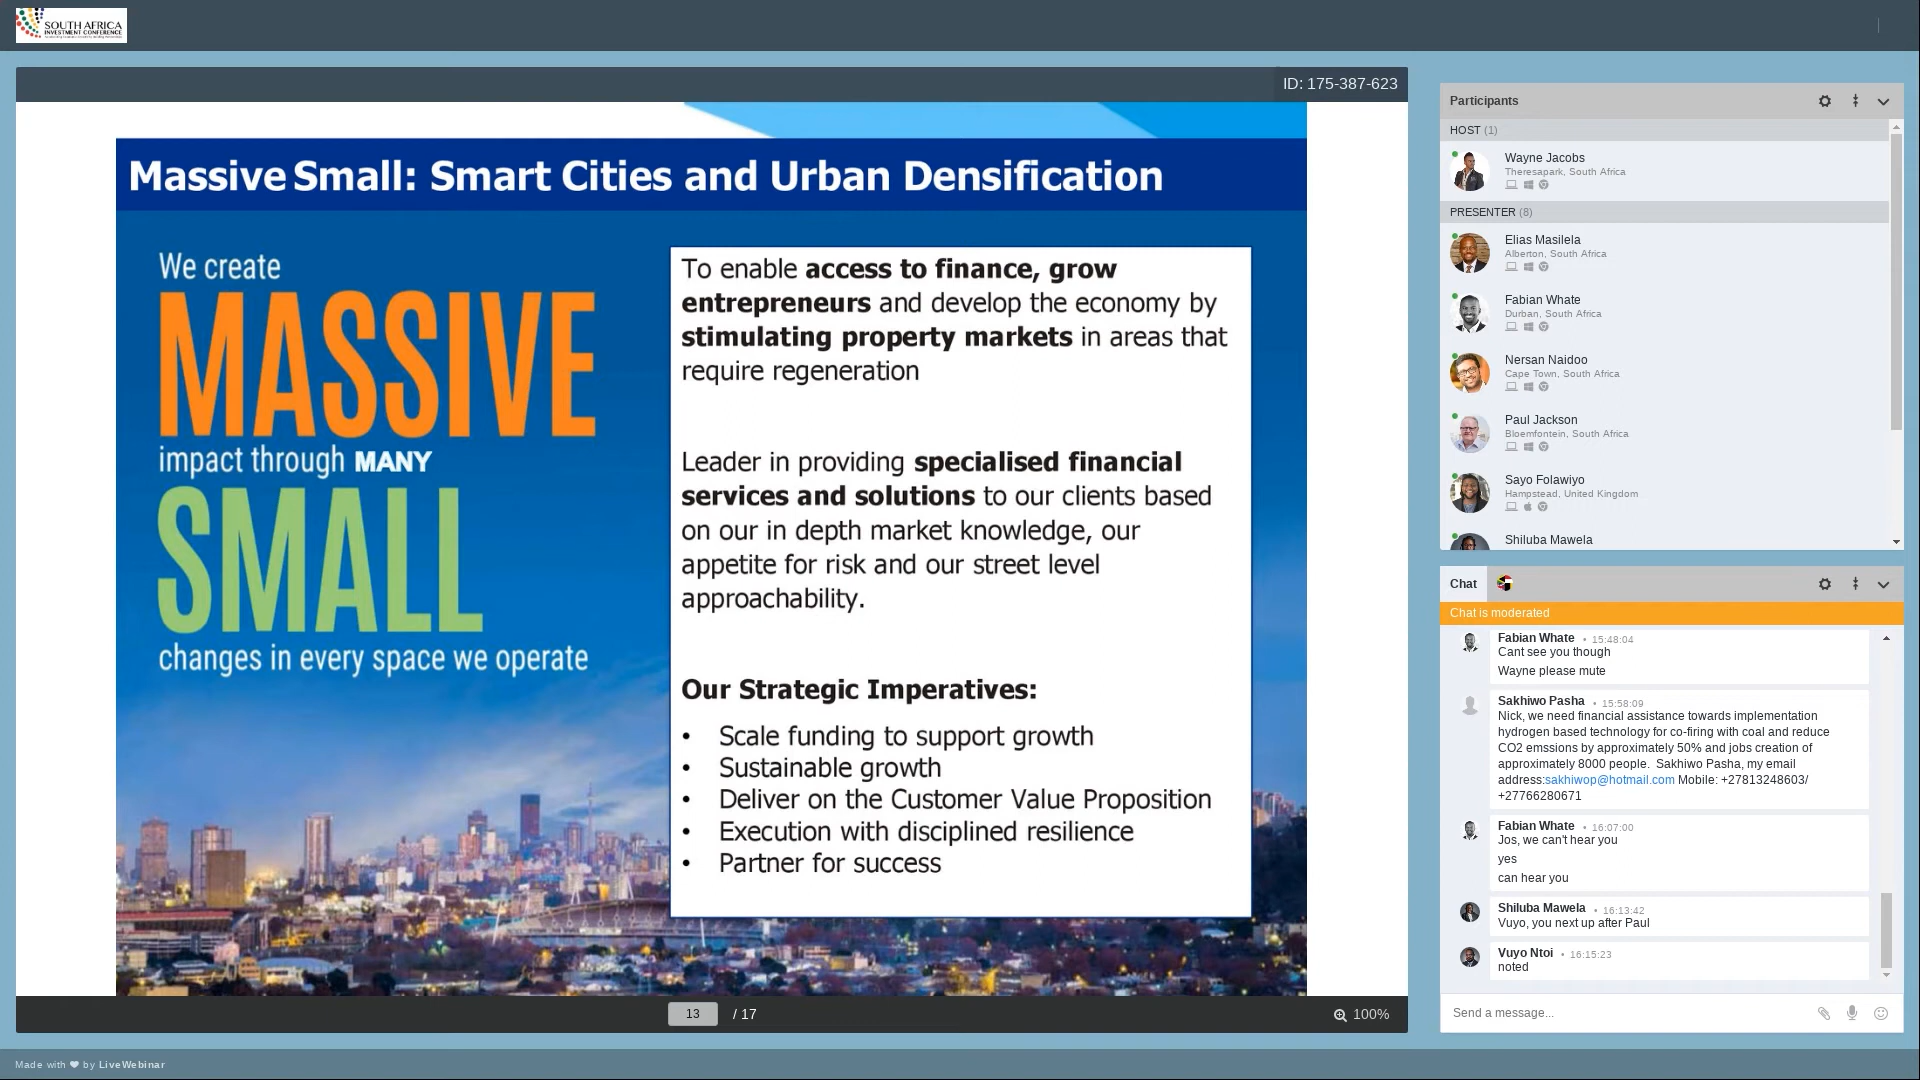 SOUTH AFRICA
INVESTMENT CONFERENCE
ID: 175-387-623
Massive Small: Smart Cities and Urban Densification
We create
MASSIVE
impact through MANY
SMALL
changes in every space we operate
To enable access to finance, grow
entrepreneurs and develop the economy by
stimulating property markets in areas that
require regeneration
Leader in providing specialised financial
services and solutions to our clients based
on our in depth market knowledge, our
appetite for risk and our street level
approachability.
Our Strategic Imperatives:
• Scale funding to support growth
• Sustainable growth
• Deliver on the Customer Value Proposition
• Execution with disciplined resilience
• Partner for success
13 / 17
100%
Participants
HOST (1)
Wayne Jacobs
Theresapark, South Africa
PRESENTER (8)
Elias Masilela
Alberton, South Africa
Fabian Whate
Durban, South Africa
Nersan Naidoo
Cape Town, South Africa
Paul Jackson
Bloemfontein, South Africa
Sayo Folawiyo
Hampstead, United Kingdom
Shiluba Mawela
Chat
Chat is moderated
Fabian Whate • 15:48:04
Cant see you though
Wayne please mute
Sakhiwo Pasha • 15:58:09
Nick, we need financial assistance towards implementation
hydrogen based technology for co-firing with coal and reduce
CO2 emssions by approximately 50% and jobs creation of
approximately 8000 people. Sakhiwo Pasha, my email
address:sakhiwop@hotmail.com Mobile: +27813248603/
+27766280671
Fabian Whate • 16:07:00
Jos, we can't hear you
yes
can hear you
Shiluba Mawela • 16:13:42
Vuyo, you next up after Paul
Vuyo Ntoi • 16:15:23
noted
Send a message...
Made with ❤ by LiveWebinar